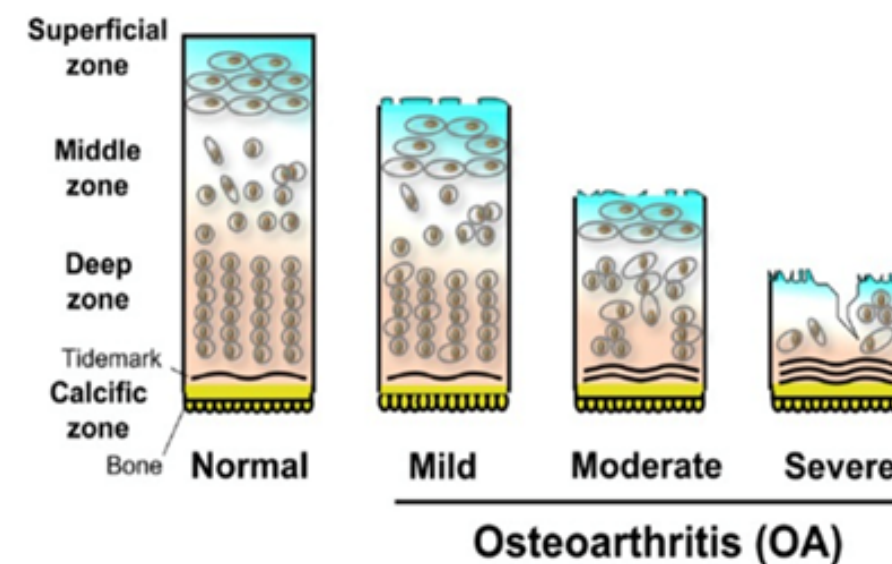 Superficial
zone
Middle
zone
Deep
zone
Tidemark
Calcific
zone
Bone
Normal
Mild
Moderate
Severe
Osteoarthritis (OA)